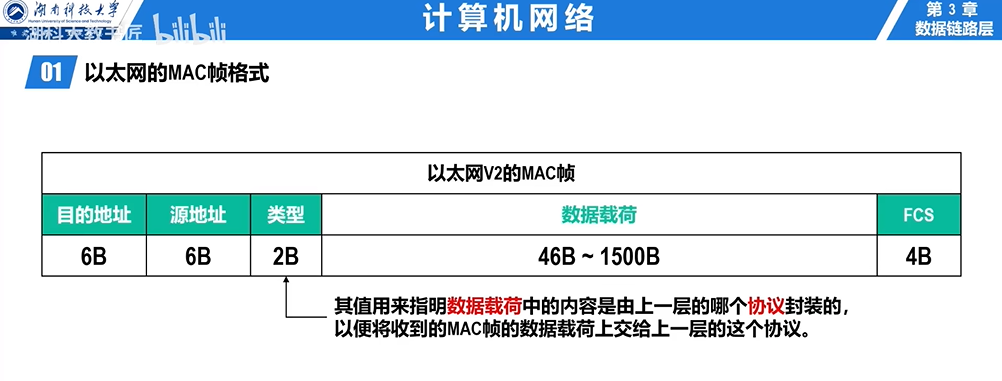 湖南科技大学
Hunan University of Science and Technology
计算机网络
第 3 章
数据链路层
湖科大教书匠 bilibili
01 以太网的MAC帧格式
以太网V2的MAC帧
目的地址 源地址 类型 数据载荷 FCS
6B 6B 2B 46B ~ 1500B 4B
其值用来指明数据载荷中的内容是由上一层的哪个协议封装的，
以便将收到的MAC帧的数据载荷上交给上一层的这个协议。